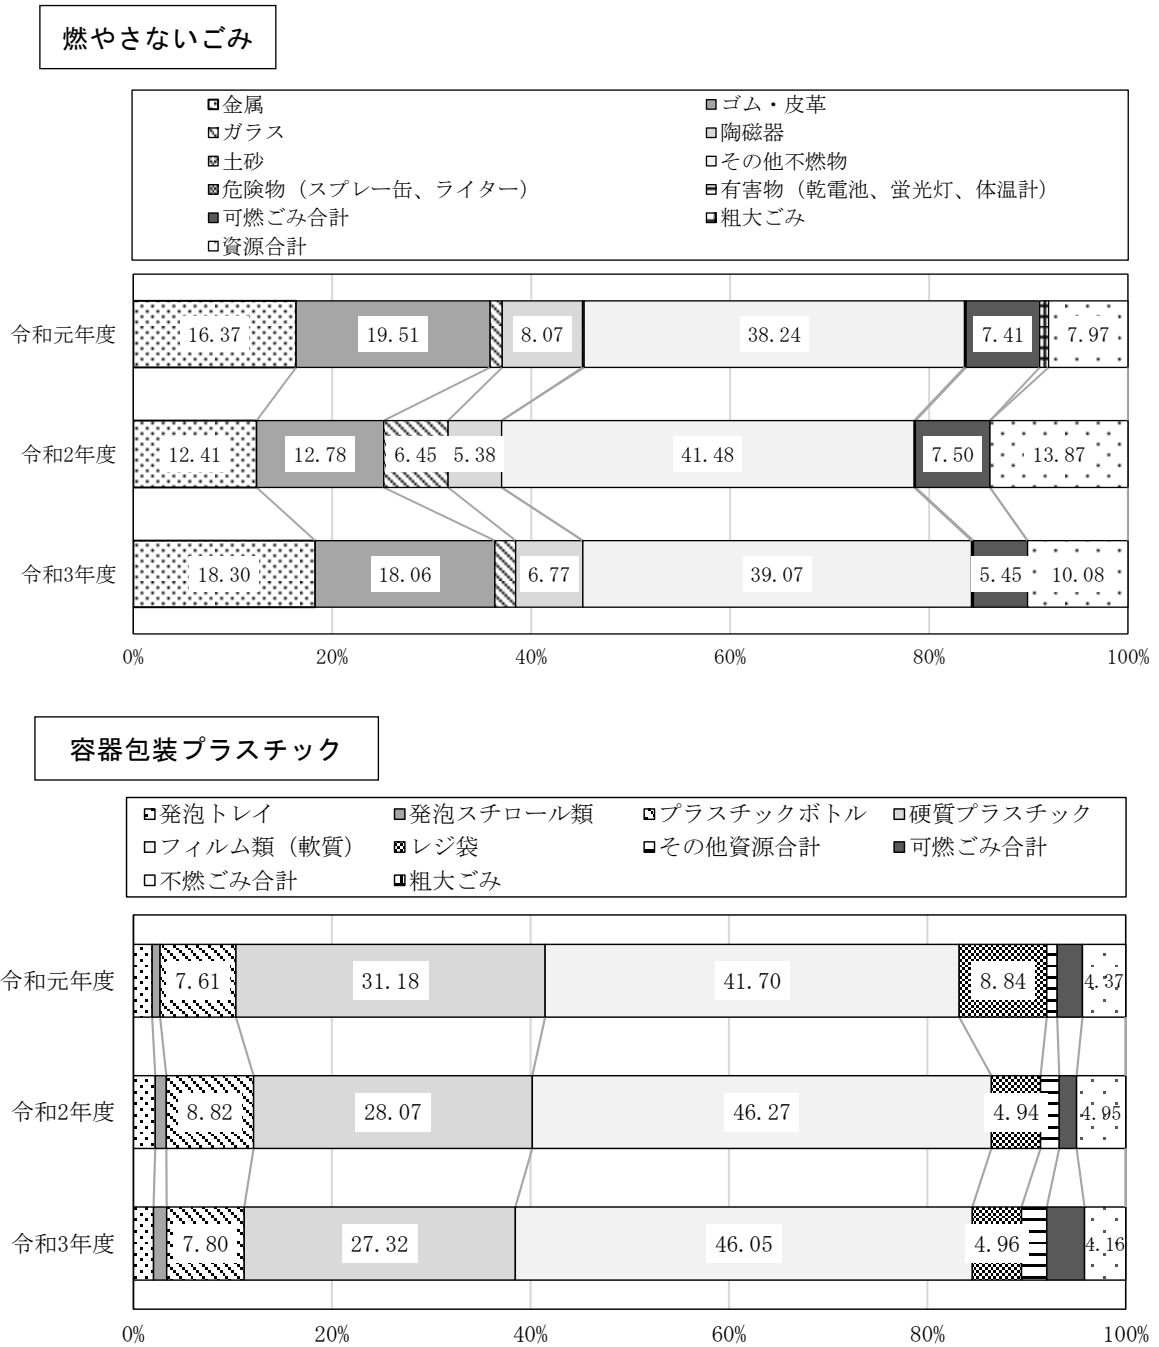 燃やさないごみ
金属 ゴム・皮革
ガラス 陶磁器
土砂 その他不燃物
危険物（スプレー缶、ライター） 有害物（乾電池、蛍光灯、体温計）
可燃ごみ合計 粗大ごみ
資源合計
令和元年度 16.37 19.51 8.07 38.24 7.41 7.97
令和2年度 12.41 12.78 6.45 5.38 41.48 7.50 13.87
令和3年度 18.30 18.06 6.77 39.07 5.45 10.08
0% 20% 40% 60% 80% 100%
容器包装プラスチック
発泡トレイ 発泡スチロール類 プラスチックボトル 硬質プラスチック
フィルム類（軟質） レジ袋 その他資源合計 可燃ごみ合計
不燃ごみ合計 粗大ごみ
令和元年度 7.61 31.18 41.70 8.84 4.37
令和2年度 8.82 28.07 46.27 4.94 4.95
令和3年度 7.80 27.32 46.05 4.96 4.16
0% 20% 40% 60% 80% 100%